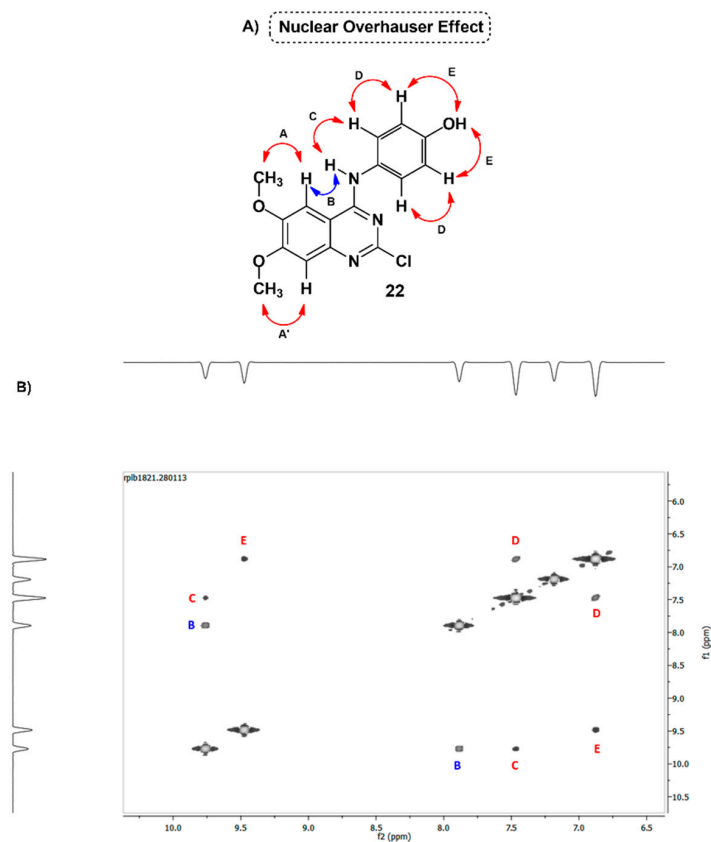 A) Nuclear Overhauser Effect
D
E
H
C
H
OH
A
H
CH3
H
N
E
B
H
H
O
D
N
O
N
Cl
CH3
H
22
A'
B)
rplb1821.280113
E
D
C
D
B
B
C
E
6.0
6.5
7.0
7.5
8.0
8.5
9.0
9.5
10.0
10.5
f1 (ppm)
10.0 9.5 9.0 8.5 8.0 7.5 7.0 6.5
f2 (ppm)